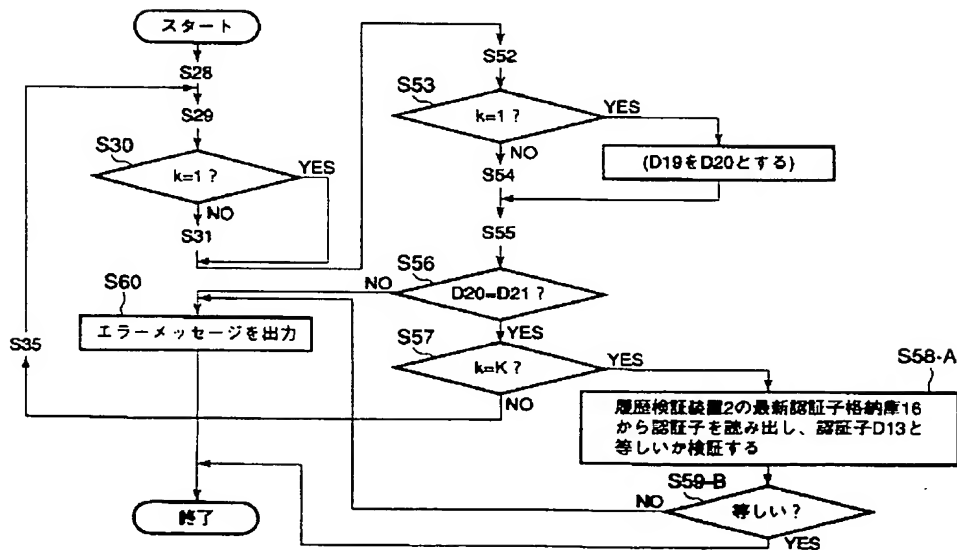 スタート
S28
S29
S30
k=1 ?
YES
NO
S31
S35
S52
S53
k=1 ?
YES
NO
(D19をD20とする)
S54
S55
S56
NO
D20=D21 ?
YES
S60
エラーメッセージを出力
S57
k=K ?
YES
NO
S58-A
履歴検証装置2の最新認証子格納庫16
から認証子を読み出し、認証子D13と
等しいか検証する
S59-B
NO
等しい?
YES
終了